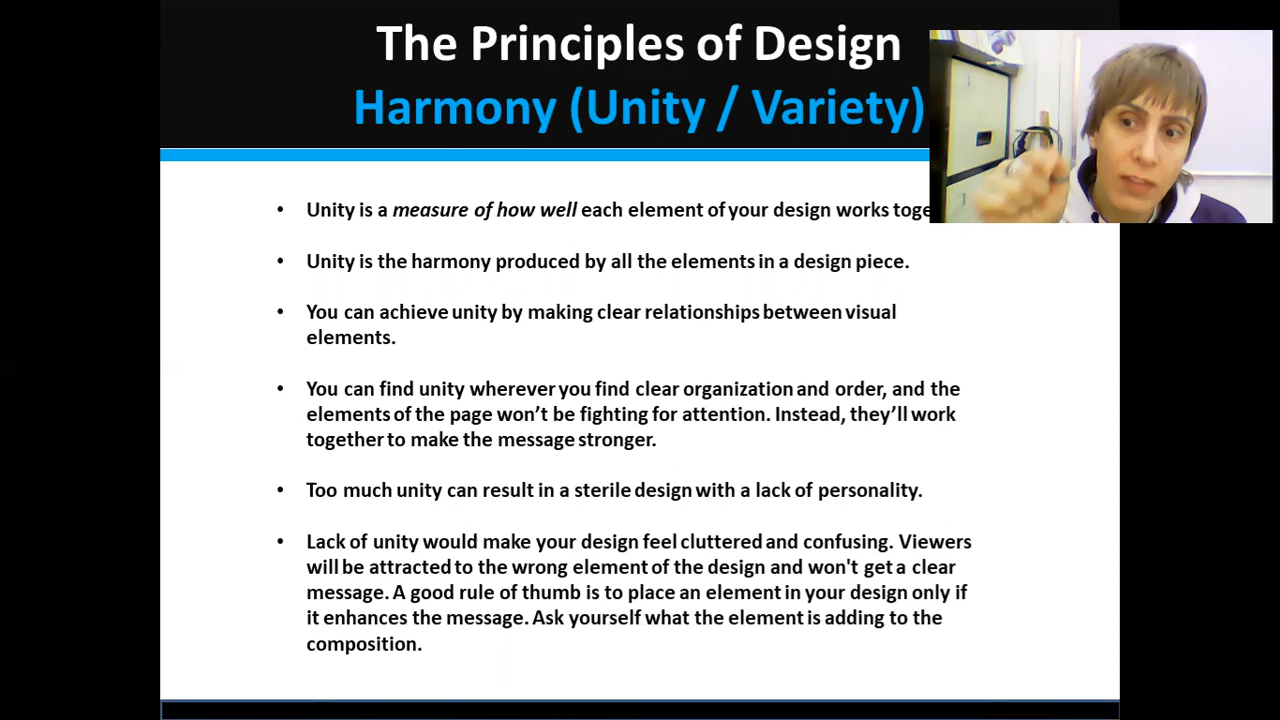 The Principles of Design
Harmony (Unity / Variety)
• Unity is a measure of how well each element of your design works
• Unity is the harmony produced by all the elements in a design piece.
• You can achieve unity by making clear relationships between visual
elements.
• You can find unity wherever you find clear organization and order, and the
elements of the page won’t be fighting for attention. Instead, they’ll work
together to make the message stronger.
• Too much unity can result in a sterile design with a lack of personality.
• Lack of unity would make your design feel cluttered and confusing. Viewers
will be attracted to the wrong element of the design and won't get a clear
message. A good rule of thumb is to place an element in your design only if
it enhances the message. Ask yourself what the element is adding to the
composition.